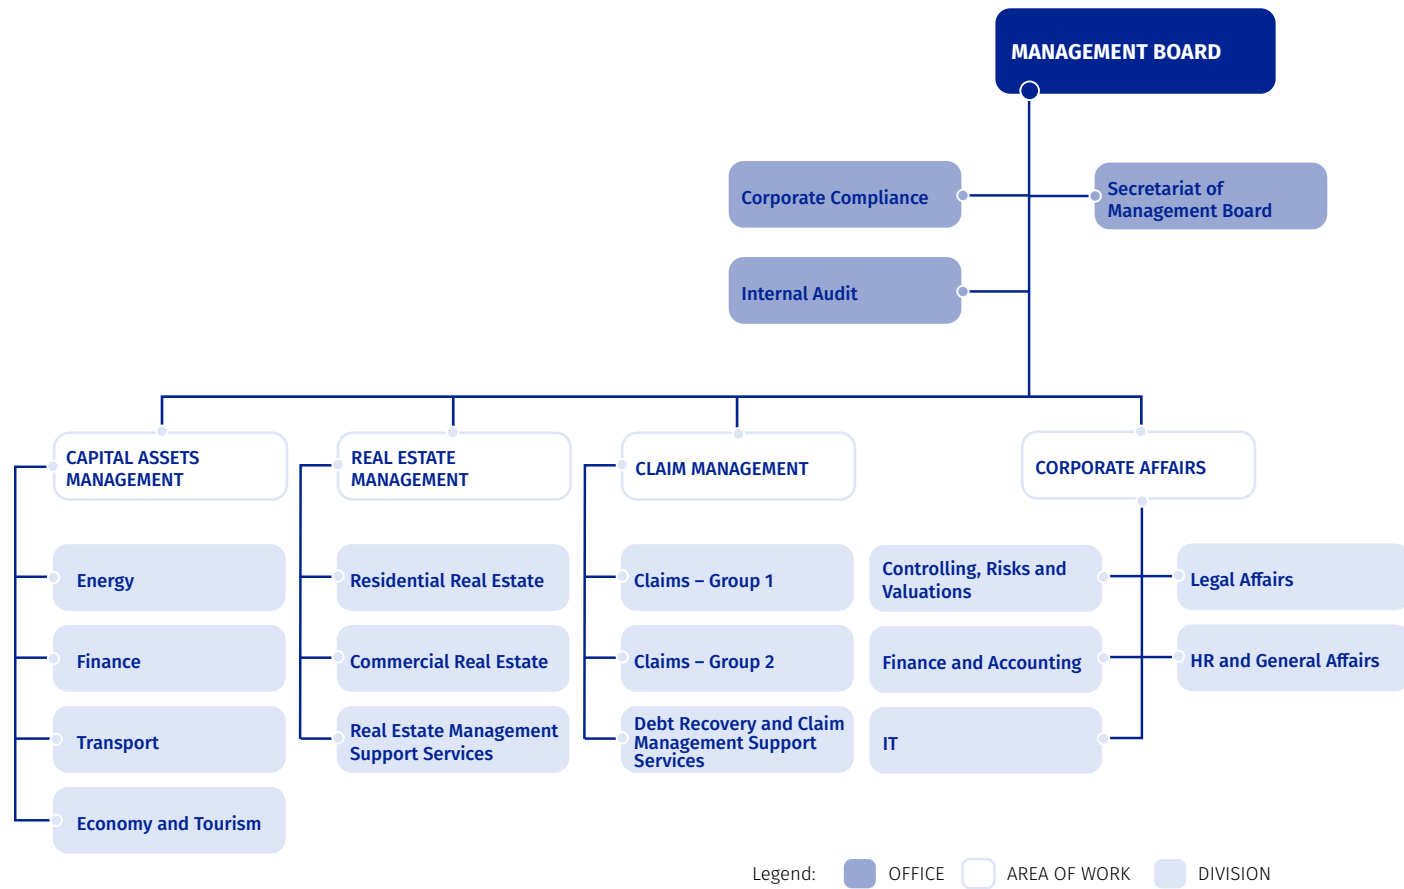 MANAGEMENT BOARD
Corporate Compliance
Secretariat of
Management Board
Internal Audit
CAPITAL ASSETS
MANAGEMENT
REAL ESTATE
MANAGEMENT
CLAIM MANAGEMENT
CORPORATE AFFAIRS
Energy
Finance
Transport
Economy and Tourism
Residential Real Estate
Commercial Real Estate
Real Estate Management
Support Services
Claims – Group 1
Claims – Group 2
Debt Recovery and Claim
Management Support
Services
Controlling, Risks and
Valuations
Finance and Accounting
IT
Legal Affairs
HR and General Affairs
Legend: OFFICE AREA OF WORK DIVISION